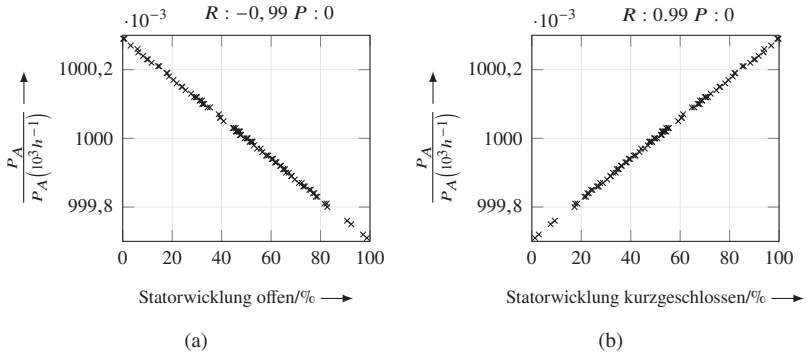 ·10⁻³ R : −0, 99 P : 0
1000,2
1000
999,8
P_A / P_A(10³h⁻¹) ⟶
0 20 40 60 80 100
Statorwicklung offen/% ⟶
(a)
·10⁻³ R : 0.99 P : 0
1000,2
1000
999,8
P_A / P_A(10³h⁻¹) ⟶
0 20 40 60 80 100
Statorwicklung kurzgeschlossen/% ⟶
(b)